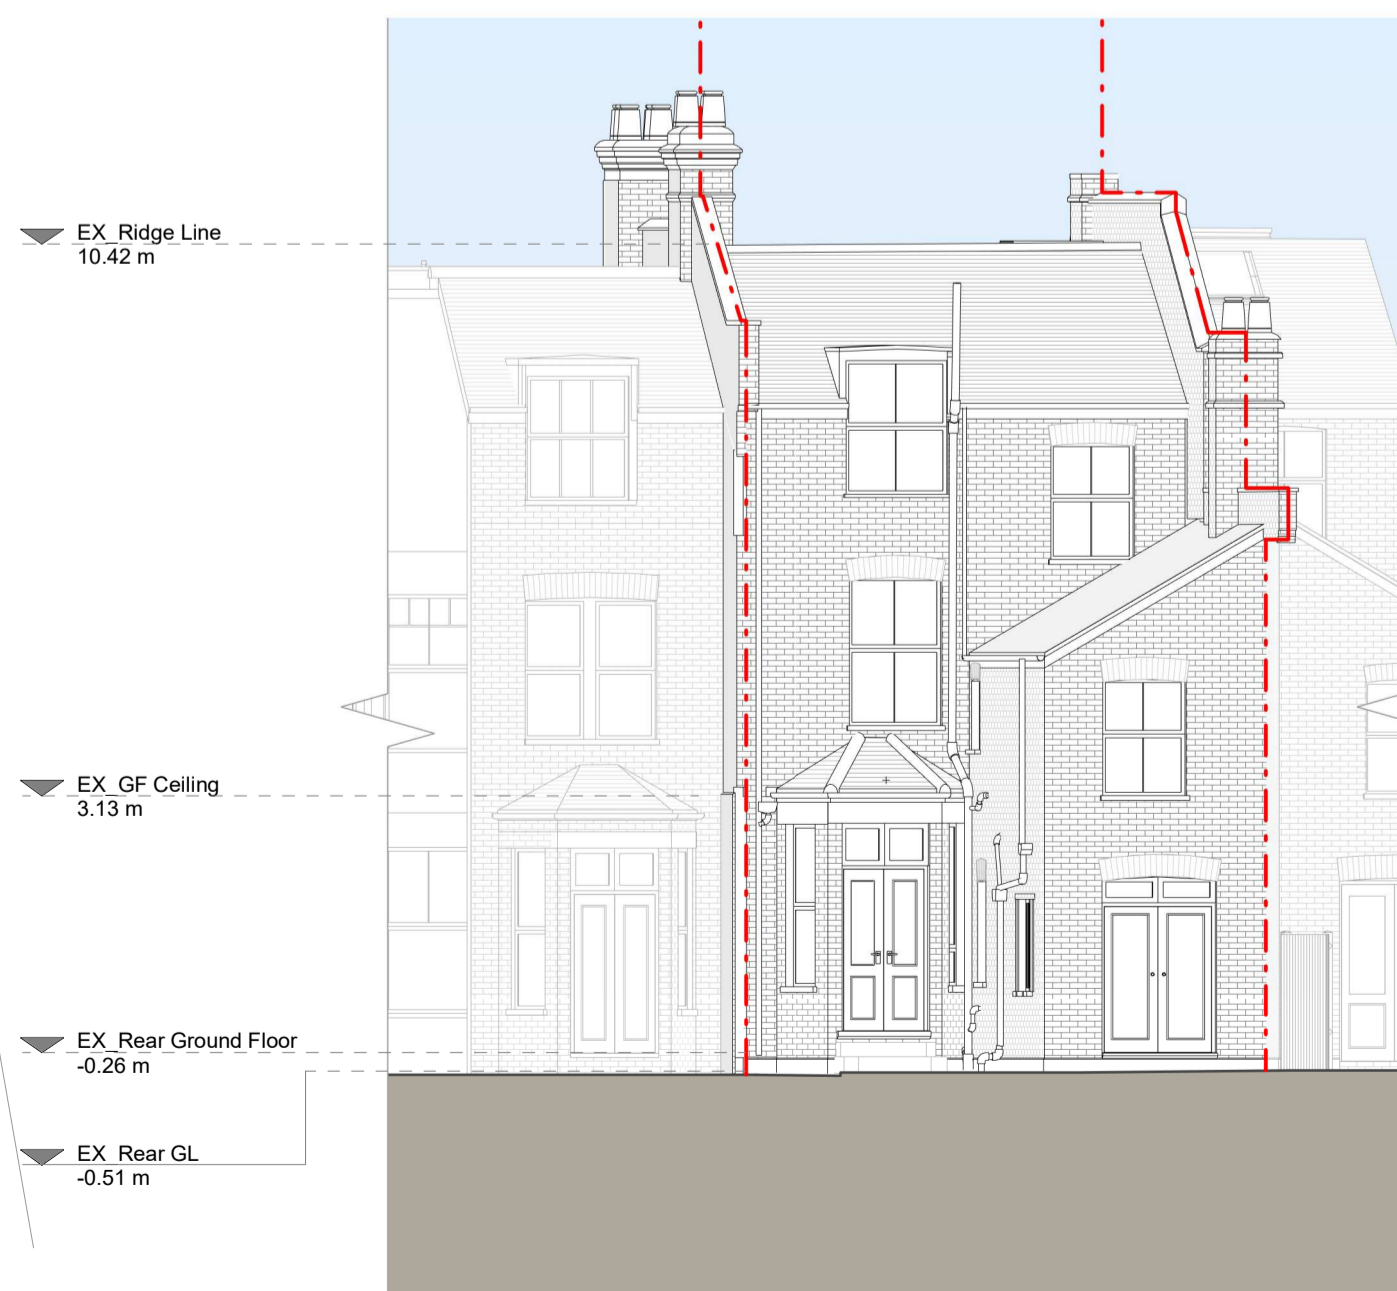 EX_Ridge Line
10.42 m
EX_GF Ceiling
3.13 m
EX_Rear Ground Floor
-0.26 m
EX_Rear GL
-0.51 m